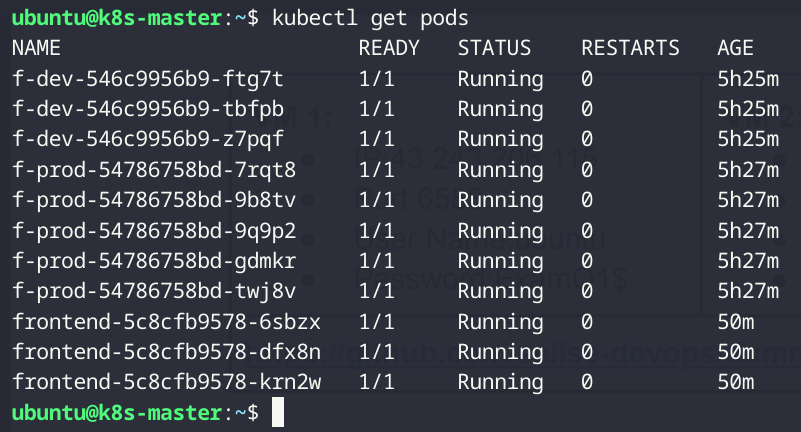 ubuntu@k8s-master:~$ kubectl get pods
NAME READY STATUS RESTARTS AGE
f-dev-546c9956b9-ftg7t 1/1 Running 0 5h25m
f-dev-546c9956b9-tbfpb 1/1 Running 0 5h25m
f-dev-546c9956b9-z7pqf 1/1 Running 0 5h25m
f-prod-54786758bd-7rqt8 1/1 Running 0 5h27m
f-prod-54786758bd-9b8tv 1/1 Running 0 5h27m
f-prod-54786758bd-9q9p2 1/1 Running 0 5h27m
f-prod-54786758bd-gdmkr 1/1 Running 0 5h27m
f-prod-54786758bd-twj8v 1/1 Running 0 5h27m
frontend-5c8cfb9578-6sbzx 1/1 Running 0 50m
frontend-5c8cfb9578-dfx8n 1/1 Running 0 50m
frontend-5c8cfb9578-krn2w 1/1 Running 0 50m
ubuntu@k8s-master:~$